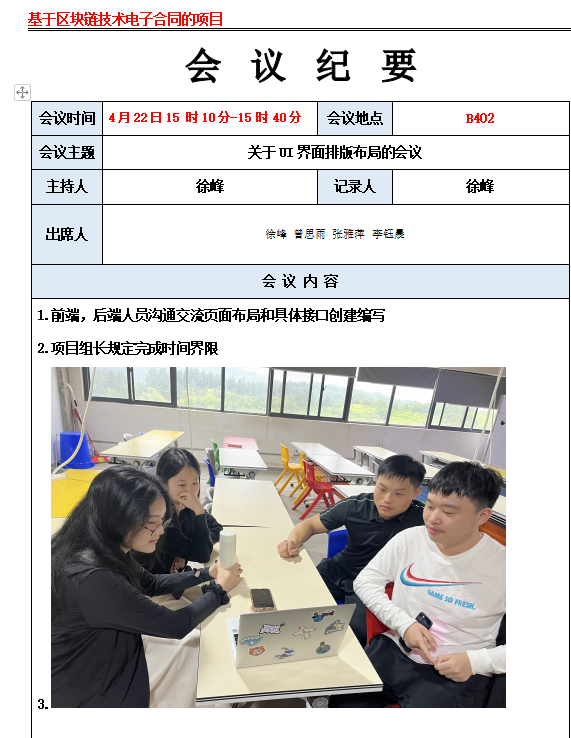 基于区块链技术电子合同的项目
会 议 纪 要
会议时间 4月22日15 时10分-15时40分 会议地点 B402
会议主题 关于UI界面排版布局的会议
主持人 徐峰 记录人 徐峰
出席人 徐峰 曾思雨 张雅萍 李钰晨
会 议 内 容
1.前端，后端人员沟通交流页面布局和具体接口创建编写
2.项目组长规定完成时间界限
GAME SO FRESH.
3.